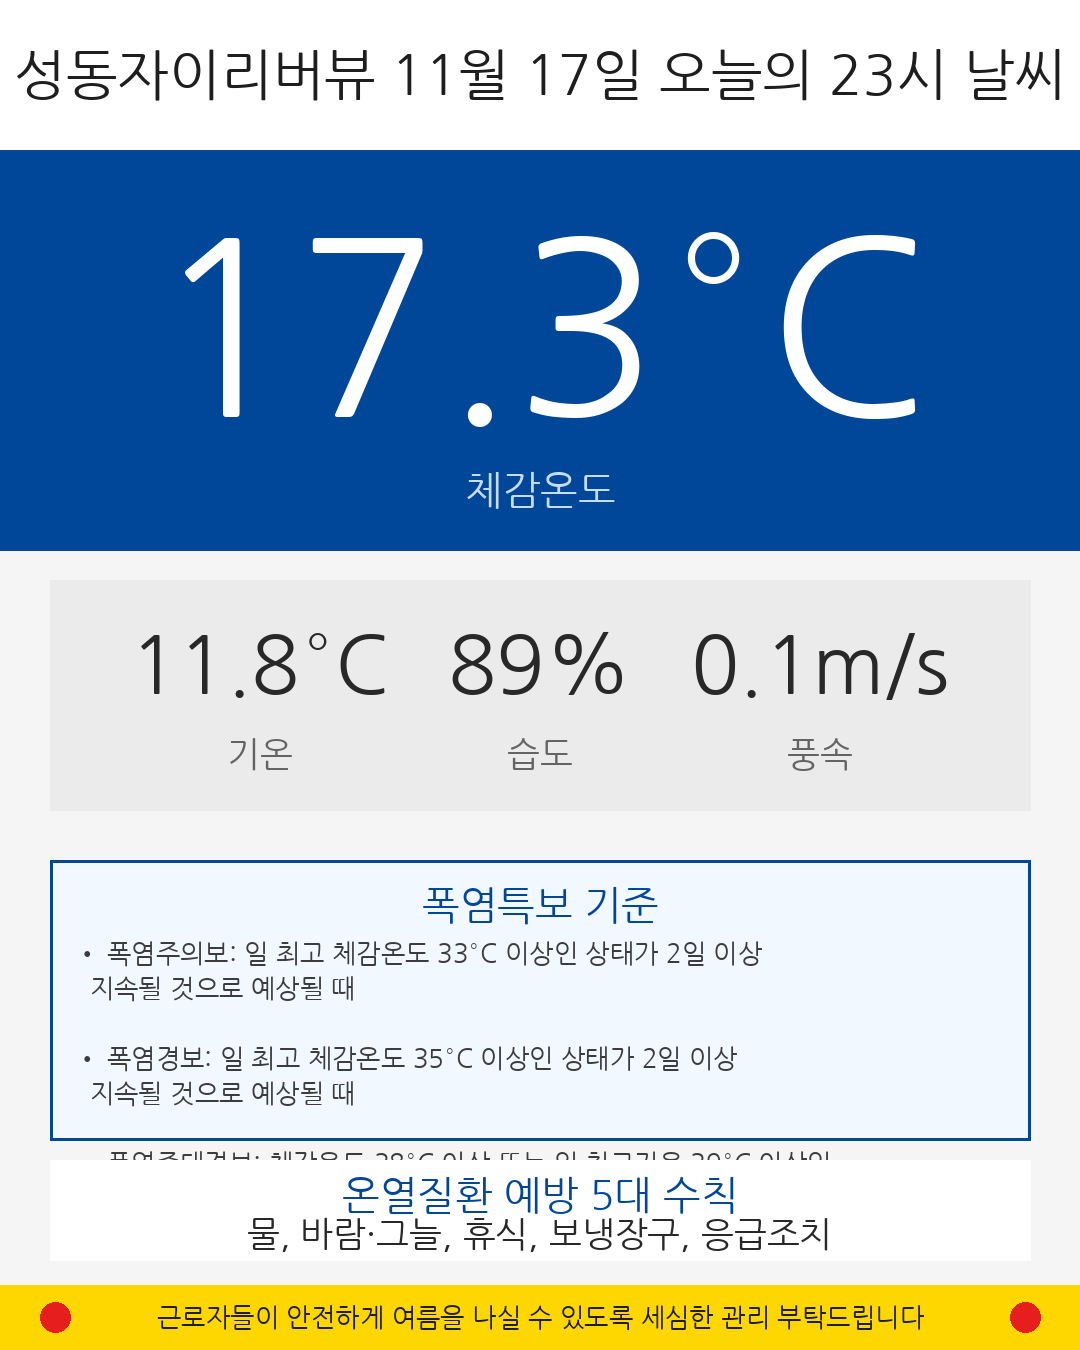 성동자이리버뷰 11월 17일 오늘의 23시 날씨
17.3°C
체감온도
11.8°C 89% 0.1m/s
기온 습도 풍속
폭염특보 기준
• 폭염주의보: 일 최고 체감온도 33°C 이상인 상태가 2일 이상
지속될 것으로 예상될 때
• 폭염경보: 일 최고 체감온도 35°C 이상인 상태가 2일 이상
지속될 것으로 예상될 때
온열질환 예방 5대 수칙
물, 바람·그늘, 휴식, 보냉장구, 응급조치
근로자들이 안전하게 여름을 나실 수 있도록 세심한 관리 부탁드립니다